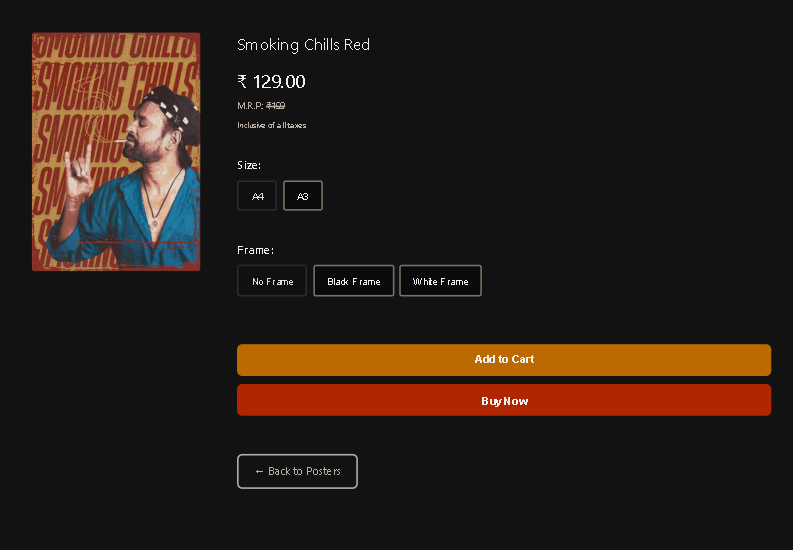 SMOKING CHILLS
SMOKING CHILLS
SMOKING
SMOKING
Smoking Chills Red
₹ 129.00
M.R.P: ₹199
Inclusive of all taxes
Size:
A4
A3
Frame:
No Frame
Black Frame
White Frame
Add to Cart
Buy Now
← Back to Posters